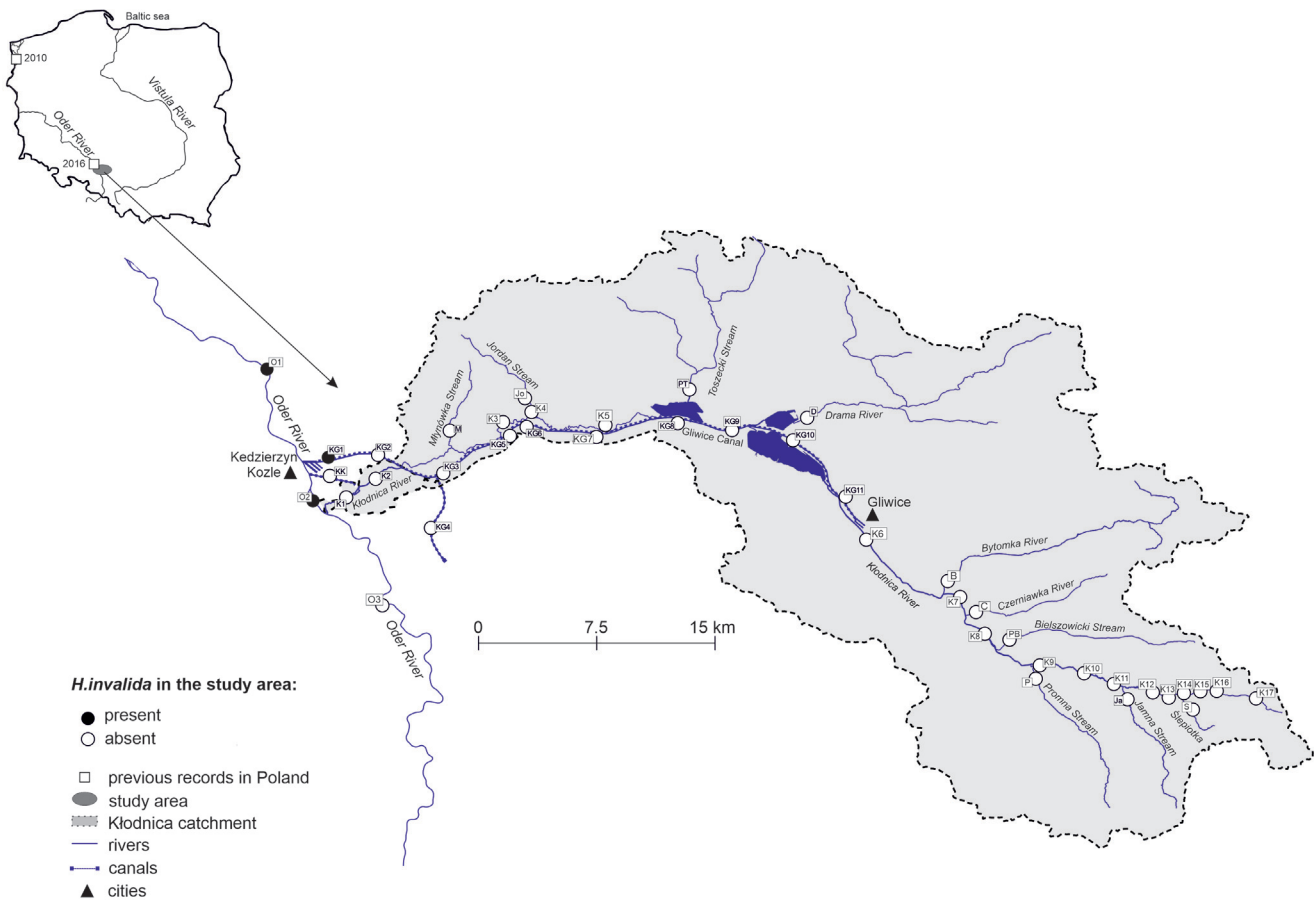 Baltic sea
2010
Vistula River
Oder River
2016
O1
Oder River
Kedzierzyn
Kozle
KG1
KG2
KK
K2
O2
K1
Kłodnica River
KG3
KG4
O3
Oder River
Młynówka Stream
M
Jordan Stream
Jo
K4
K3
KG5
KG6
K5
KG7
PT
Toszecki Stream
KG8
Gliwice Canal
KG9
D
Drama River
KG10
KG11
Gliwice
K6
Kłodnica River
Bytomka River
B
K7
C
Czerniawka River
K8
PB
Bielszowicki Stream
K9
P
Promna Stream
K10
K11
Ja
Jamna Stream
K12
K13
K14
K15
K16
K17
S
Ślepiotka
0 7.5 15 km
H.invalida in the study area:
present
absent
previous records in Poland
study area
Kłodnica catchment
rivers
canals
cities